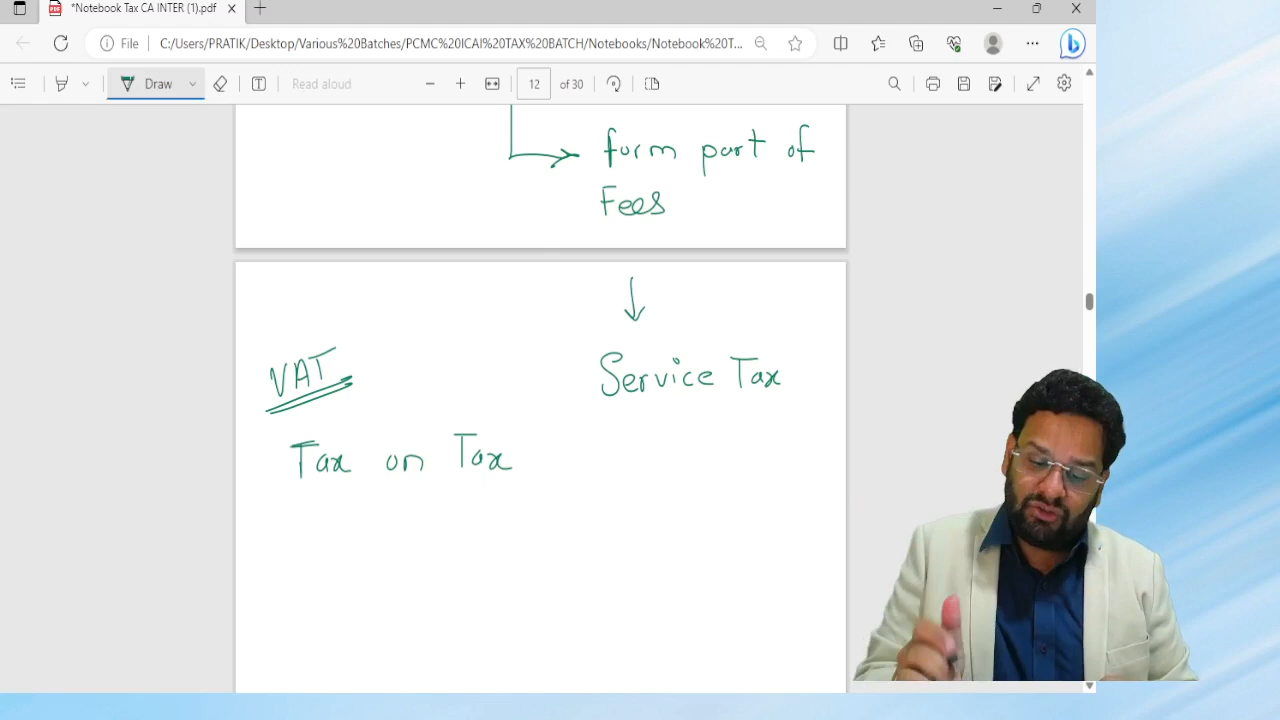 *Notebook Tax CA INTER (1).pdf
File
C:/Users/PRATIK/Desktop/Various%20Batches/PCMC%20ICAI%20TAX%20BATCH/Notebooks/Notebook%20T...
Draw
Read aloud
12 of 30
form part of
Fees
VAT
Service Tax
Tax on Tax